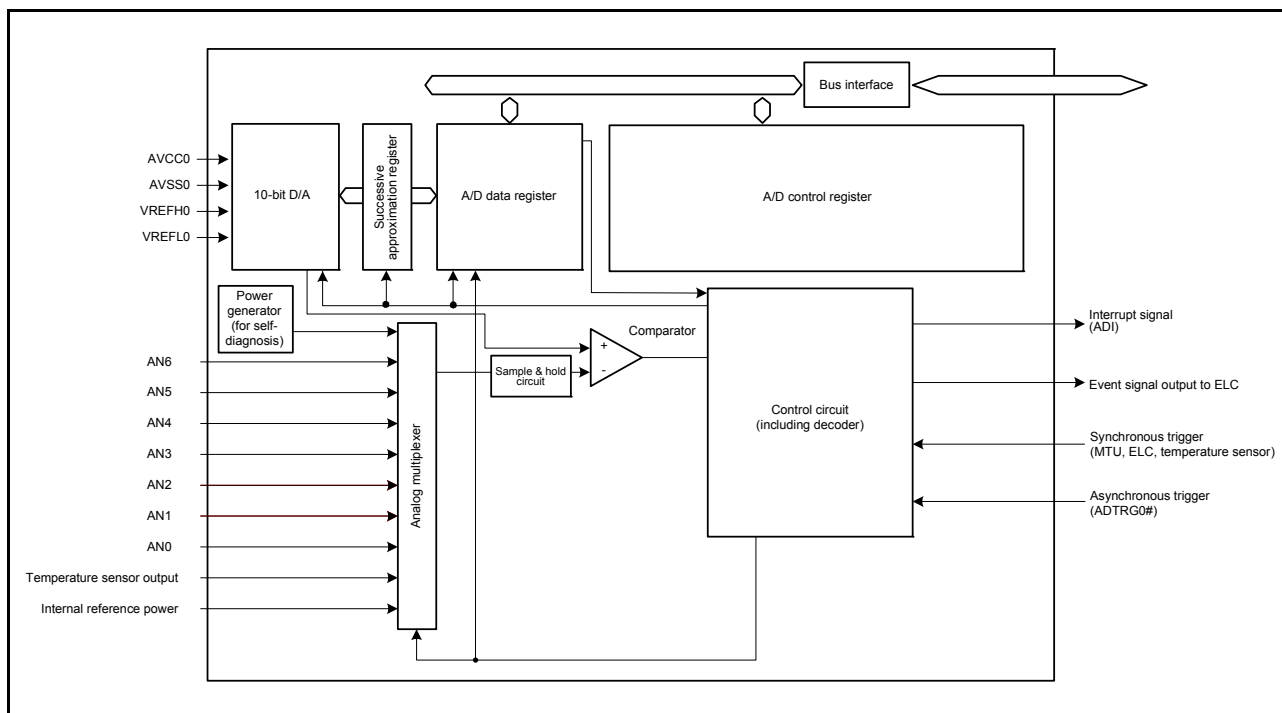 Bus interface
AVCC0
AVSS0
VREFH0
VREFL0
10-bit D/A
Successive
approximation register
A/D data register
A/D control register
Power
generator
(for self-
diagnosis)
AN6
AN5
AN4
AN3
AN2
AN1
AN0
Temperature sensor output
Internal reference power
Analog multiplexer
Sample & hold
circuit
+
-
Comparator
Control circuit
(including decoder)
Interrupt signal
(ADI)
Event signal output to ELC
Synchronous trigger
(MTU, ELC, temperature sensor)
Asynchronous trigger
(ADTRG0#)